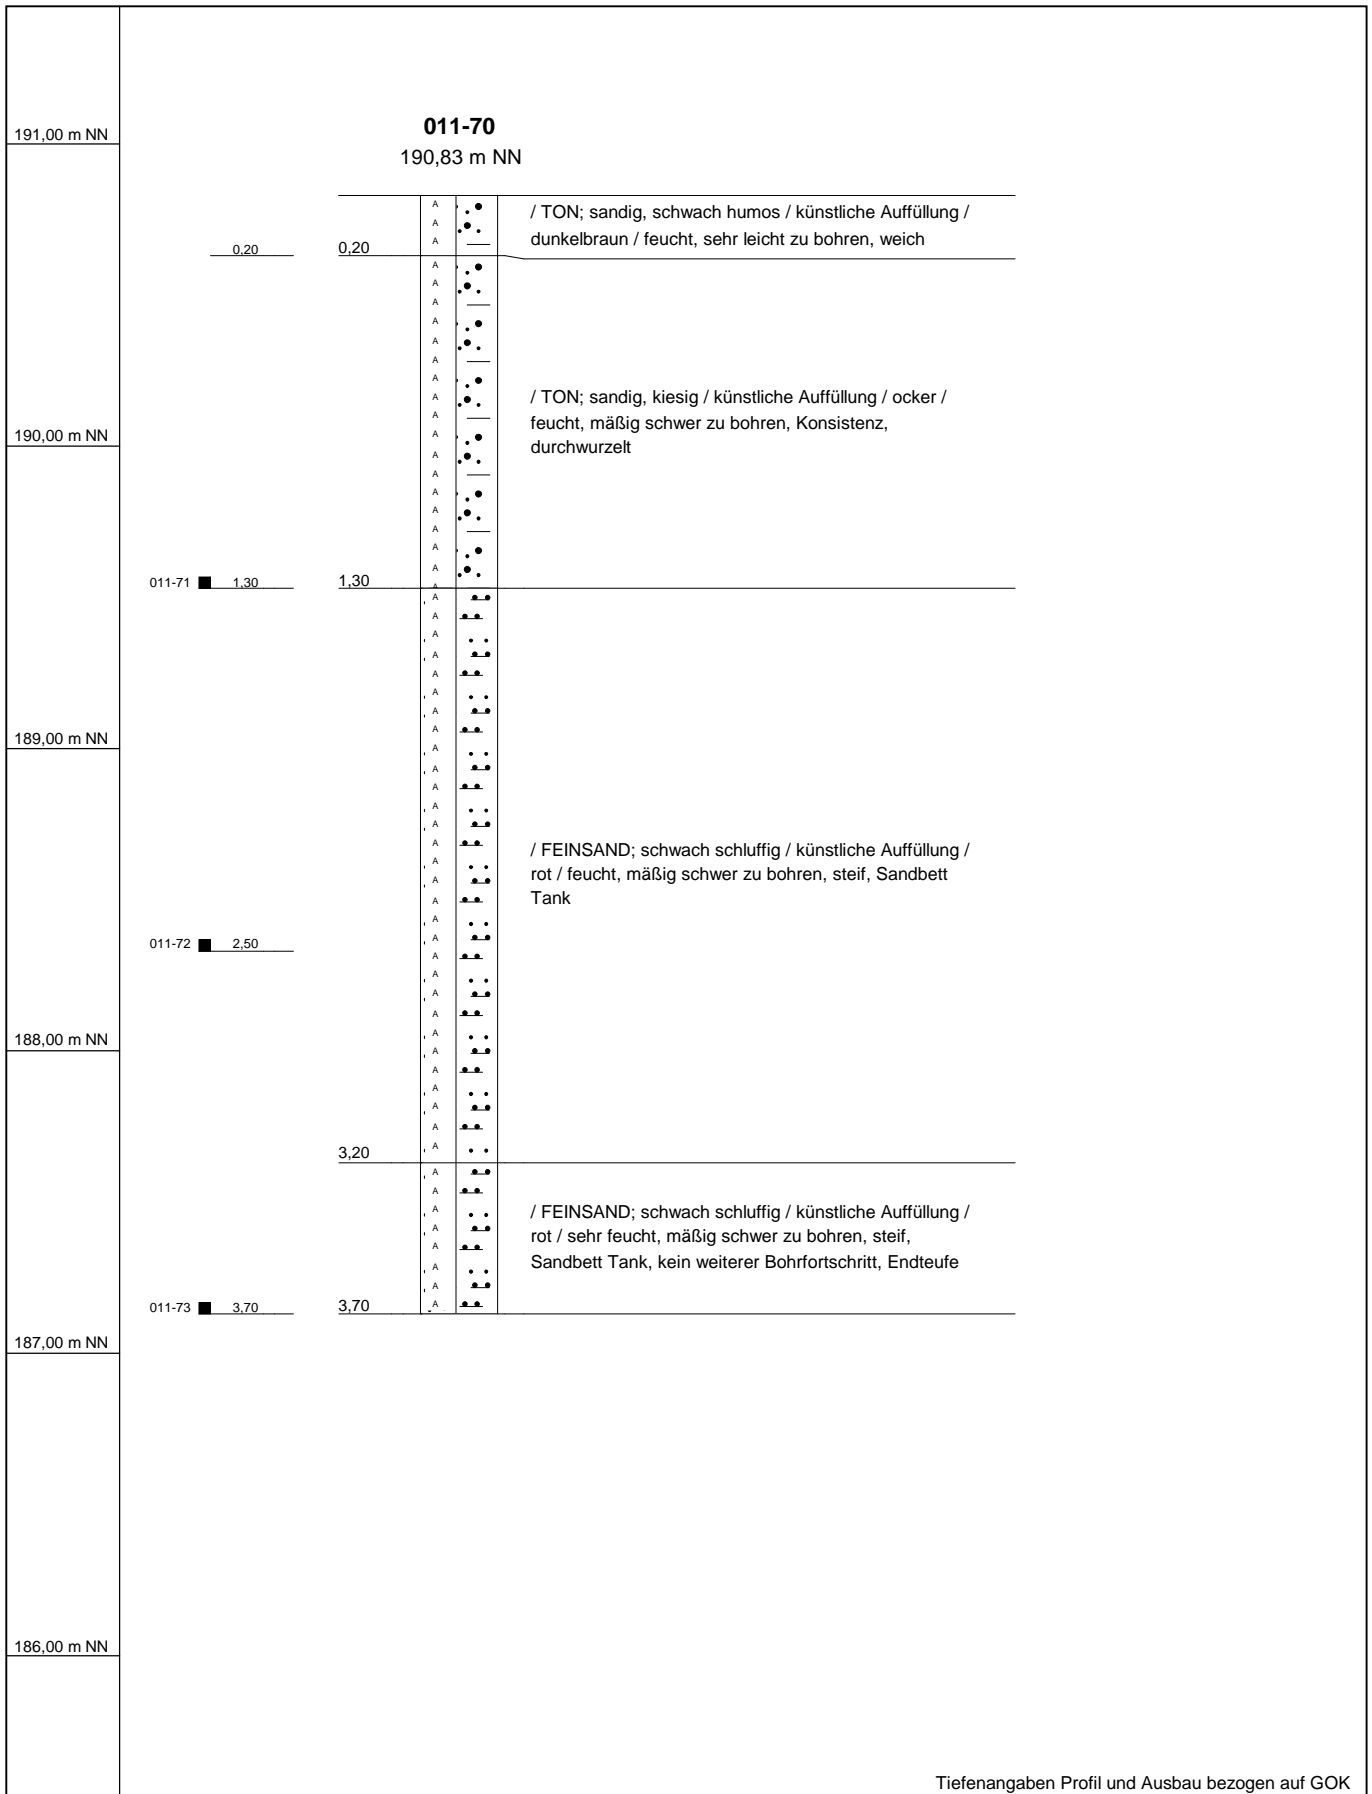 191,00 m NN
011-70
190,83 m NN
/ TON; sandig, schwach humos / künstliche Auffüllung /
dunkelbraun / feucht, sehr leicht zu bohren, weich
0,20
0,20
/ TON; sandig, kiesig / künstliche Auffüllung / ocker /
feucht, mäßig schwer zu bohren, Konsistenz,
durchwurzelt
190,00 m NN
011-71 1,30
1,30
189,00 m NN
/ FEINSAND; schwach schluffig / künstliche Auffüllung /
rot / feucht, mäßig schwer zu bohren, steif, Sandbett
Tank
011-72 2,50
188,00 m NN
3,20
/ FEINSAND; schwach schluffig / künstliche Auffüllung /
rot / sehr feucht, mäßig schwer zu bohren, steif,
Sandbett Tank, kein weiterer Bohrfortschritt, Endteufe
011-73 3,70
3,70
187,00 m NN
186,00 m NN
Tiefenangaben Profil und Ausbau bezogen auf GOK